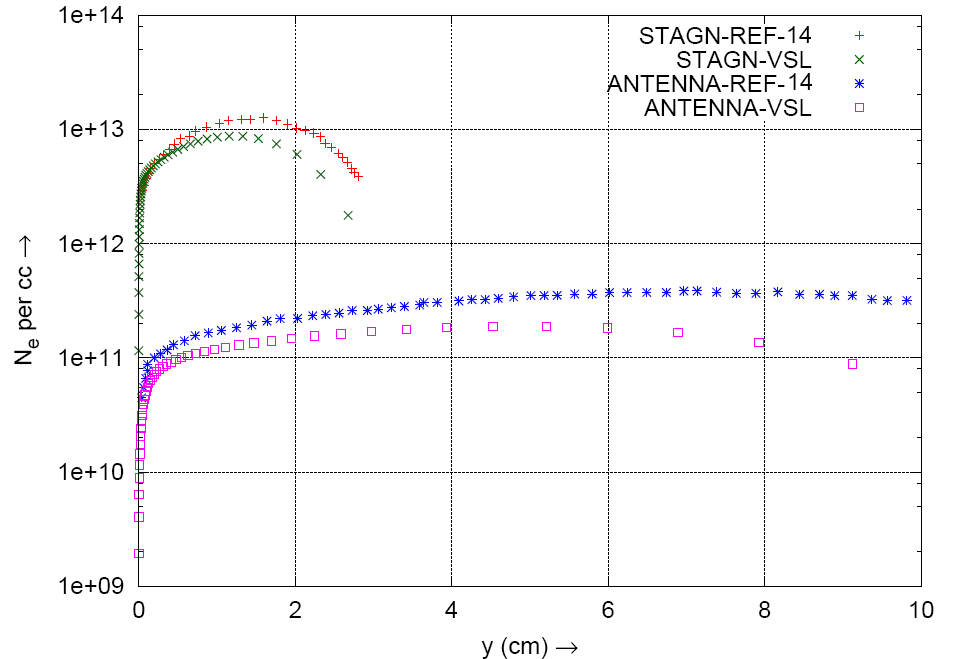 1e+14
1e+13
1e+12
1e+11
1e+10
1e+09
N_e per cc →
STAGN-REF-14
STAGN-VSL
ANTENNA-REF-14
ANTENNA-VSL
0 2 4 6 8 10
y (cm) →